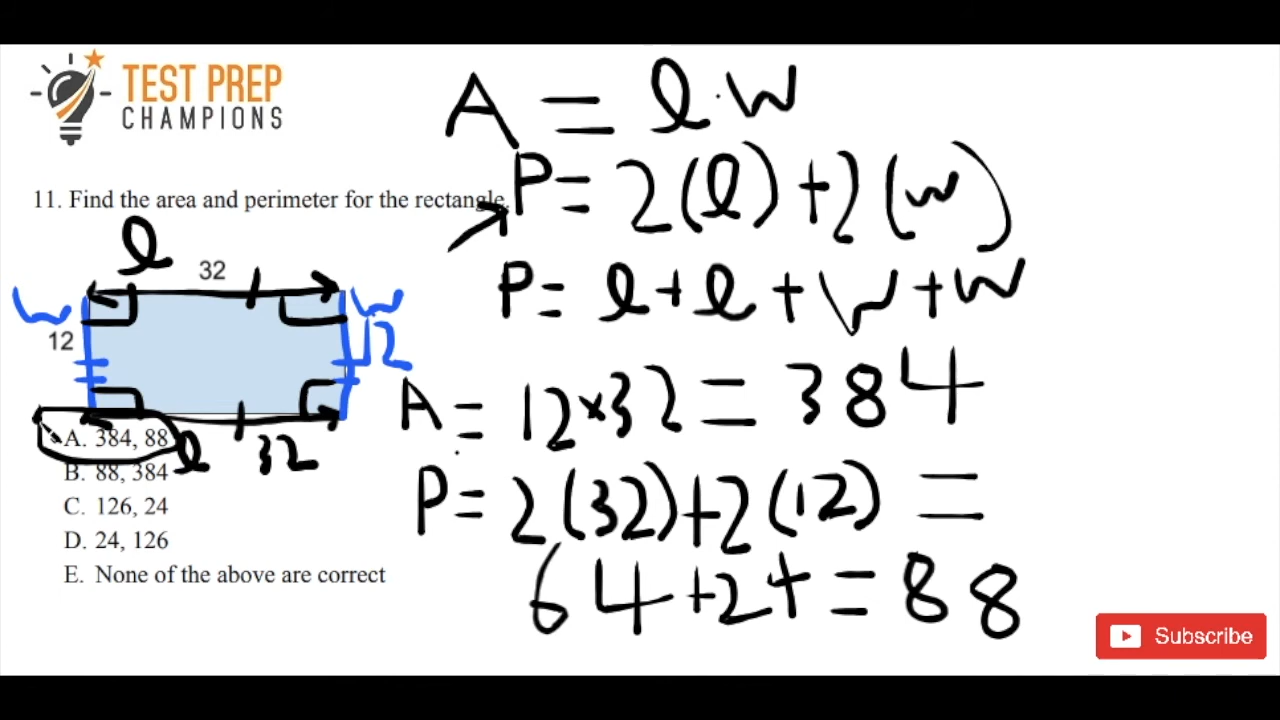 TEST PREP
CHAMPIONS
A = l · w
P = 2(l) + 2(w)
11. Find the area and perimeter for the rectangle.
l
32
P = l + l + w + w
w
w
12
12
A = 12 x 32 = 384
A. 384, 88
l 32
B. 88, 384
P = 2(32) + 2(12) =
C. 126, 24
D. 24, 126
E. None of the above are correct
64 + 24 = 88
Subscribe